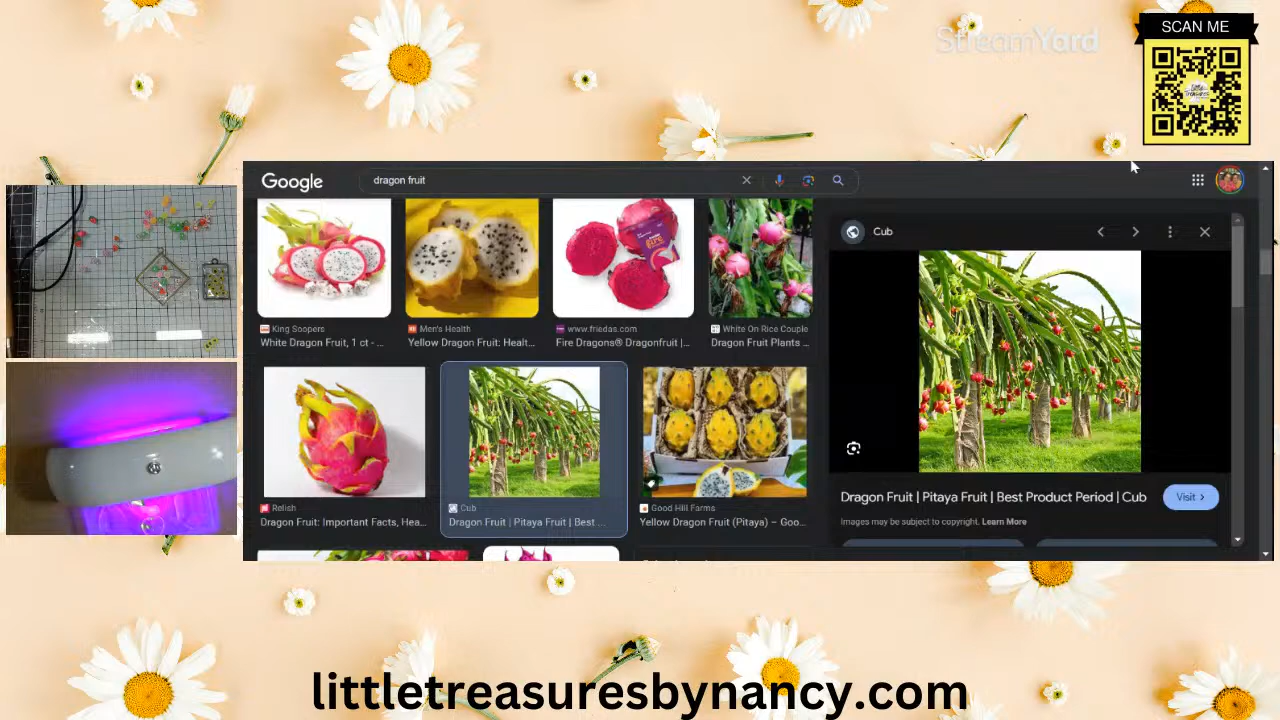 StreamYard
SCAN ME
Little
Treasures
Google
dragon fruit
Cub
King Soopers
White Dragon Fruit, 1 ct - ...
Men's Health
Yellow Dragon Fruit: Healt...
www.friedas.com
Fire Dragons® Dragonfruit |...
White On Rice Couple
Dragon Fruit Plants ...
Relish
Dragon Fruit: Important Facts, Hea...
Cub
Dragon Fruit | Pitaya Fruit | Best ...
Good Hill Farms
Yellow Dragon Fruit (Pitaya) – Goo...
Dragon Fruit | Pitaya Fruit | Best Product Period | Cub
Visit >
Images may be subject to copyright. Learn More
littletreasuresbynancy.com